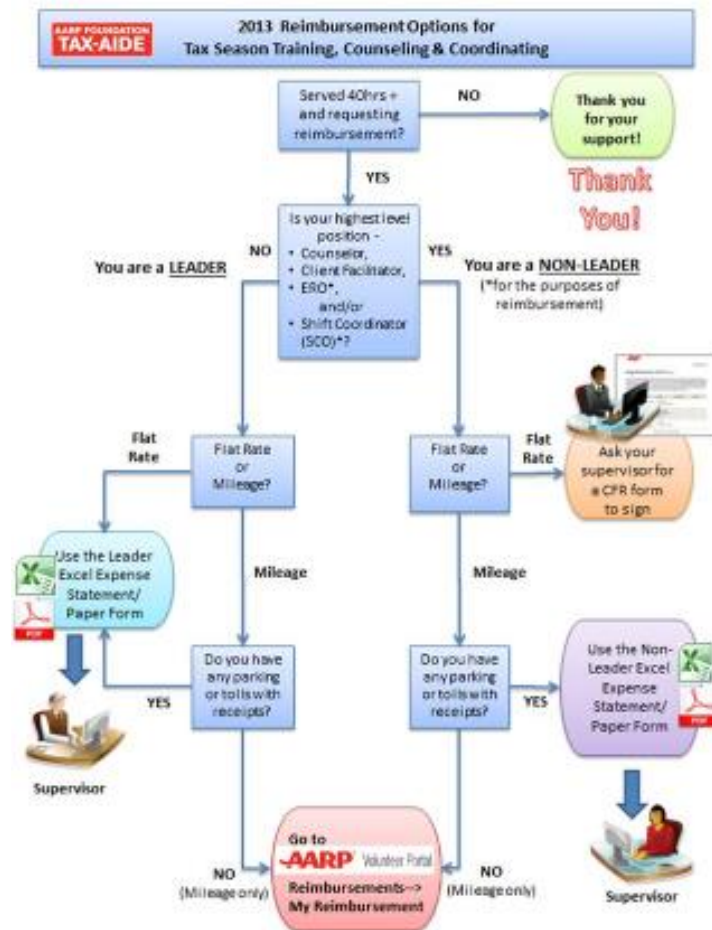 AARP FOUNDATION
TAX-AIDE
2013 Reimbursement Options for
Tax Season Training, Counseling & Coordinating
Served 40hrs +
and requesting
reimbursement?
NO
Thank you
for your
support!
YES
Thank
You!
Is your highest level
position –
• Counselor,
• Client Facilitator,
• ERO*,
and/or
• Shift Coordinator
(SCO)*?
NO
You are a LEADER
YES
You are a NON-LEADER
(*for the purposes of
reimbursement)
Flat
Rate
Flat Rate
or
Mileage?
Flat Rate
or
Mileage?
Flat
Rate
Ask your
supervisor for
a CFR form
to sign
Use the Leader
Excel Expense
Statement/
Paper Form
PDF
Mileage
Mileage
Do you have
any parking
or tolls with
receipts?
YES
Do you have
any parking
or tolls with
receipts?
YES
Use the Non-
Leader Excel
Expense
Statement/
Paper Form
PDF
Supervisor
Go to
AARP Volunteer Portal
Reimbursements-->
My Reimbursement
NO
(Mileage only)
NO
(Mileage only)
Supervisor